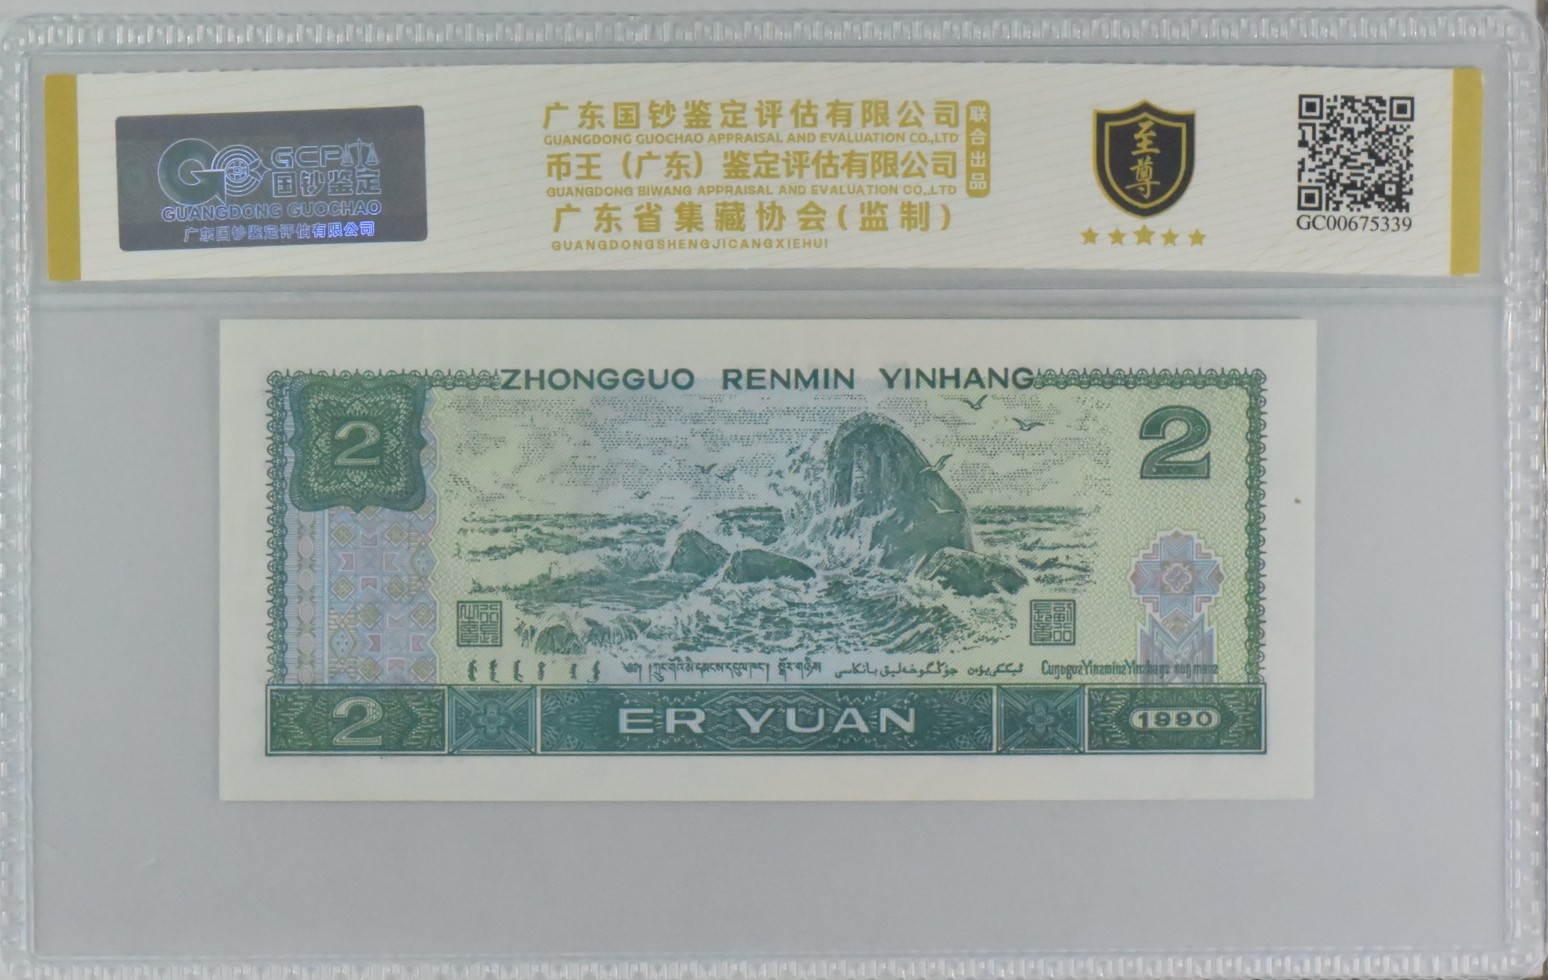 GCP
国钞鉴定
GUANGDONG GUOCHAO
广东国钞鉴定评估有限公司
广东国钞鉴定评估有限公司
GUANGDONG GUOCHAO APPRAISAL AND EVALUATION CO.,LTD
币王（广东）鉴定评估有限公司
GUANGDONG BIWANG APPRAISAL AND EVALUATION CO.,LTD
联合出品
广东省集藏协会(监制)
GUANGDONGSHENGJICANGXIEHUI
至尊
GC00675339
ZHONGGUO RENMIN YINHANG
2
2
2 ER YUAN 1990